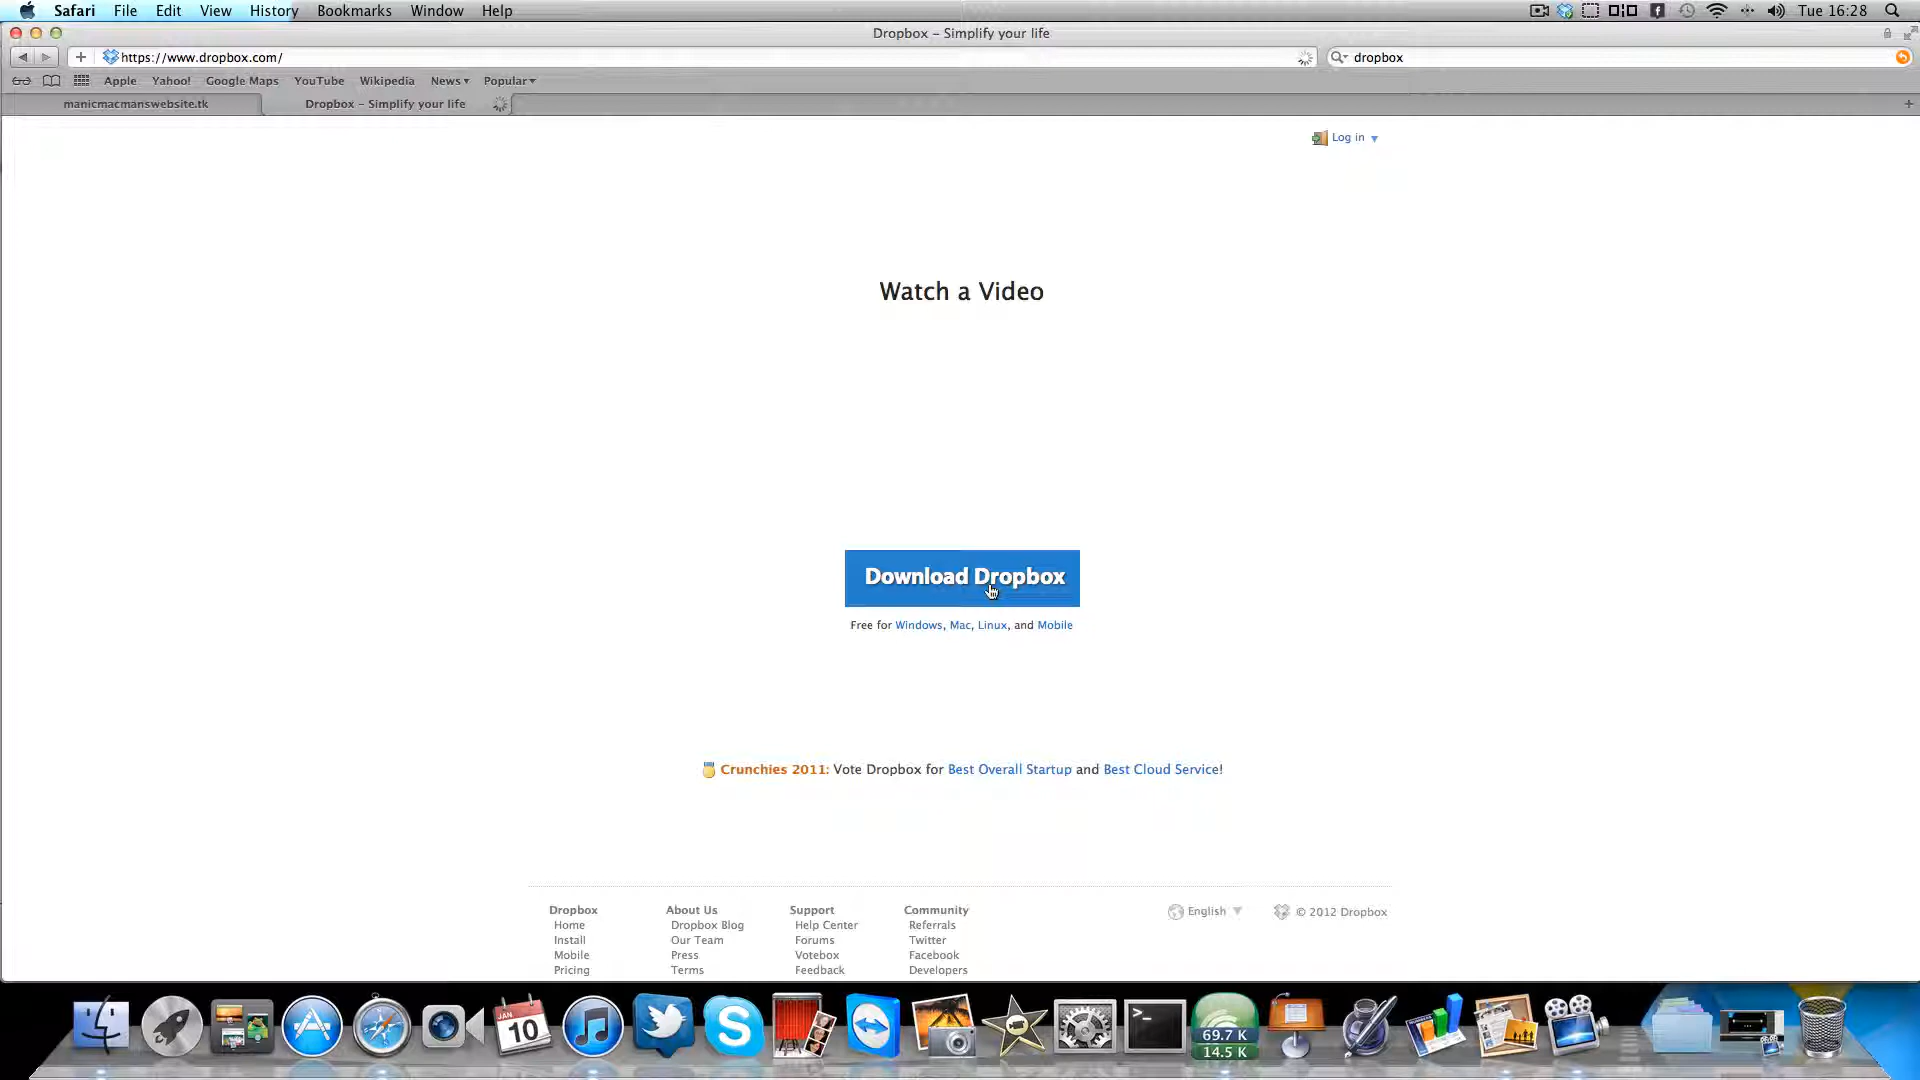 Safari File Edit View History Bookmarks Window Help Tue 16:28
Dropbox – Simplify your life
https://www.dropbox.com/ dropbox
Apple Yahoo! Google Maps YouTube Wikipedia News Popular
manicmacmanswebsite.tk Dropbox – Simplify your life
Log in
Watch a Video
Download Dropbox
Free for Windows, Mac, Linux, and Mobile
Crunchies 2011: Vote Dropbox for Best Overall Startup and Best Cloud Service!
Dropbox About Us Support Community English © 2012 Dropbox
Home Dropbox Blog Help Center Referrals
Install Our Team Forums Twitter
Mobile Press Votebox Facebook
Pricing Terms Feedback Developers
JAN
10
>_
69.7 K
14.5 K